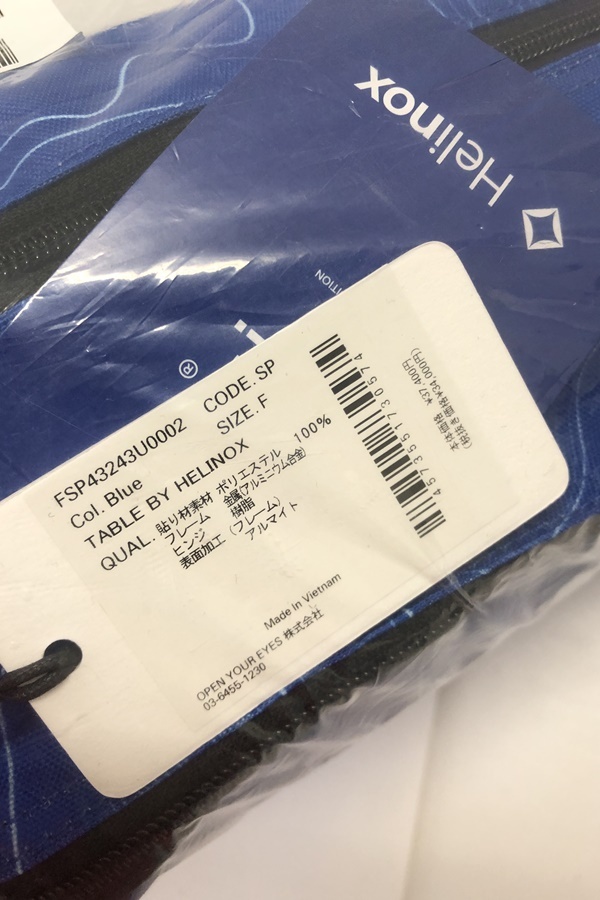 Helinox
ITION
®
FSP43243U0002 CODE. SP
Col. Blue SIZE. F
TABLE BY HELINOX
QUAL. 貼り材素材 ポリエステル 100%
フレーム 金属(アルミニウム合金)
ヒンジ 樹脂
表面加工 (フレーム)
アルマイト
4573551730574
本体価格 ¥37,400円)
(税抜き価格¥34,000円)
Made In Vietnam
OPEN YOUR EYES 株式会社
03-6455-1230